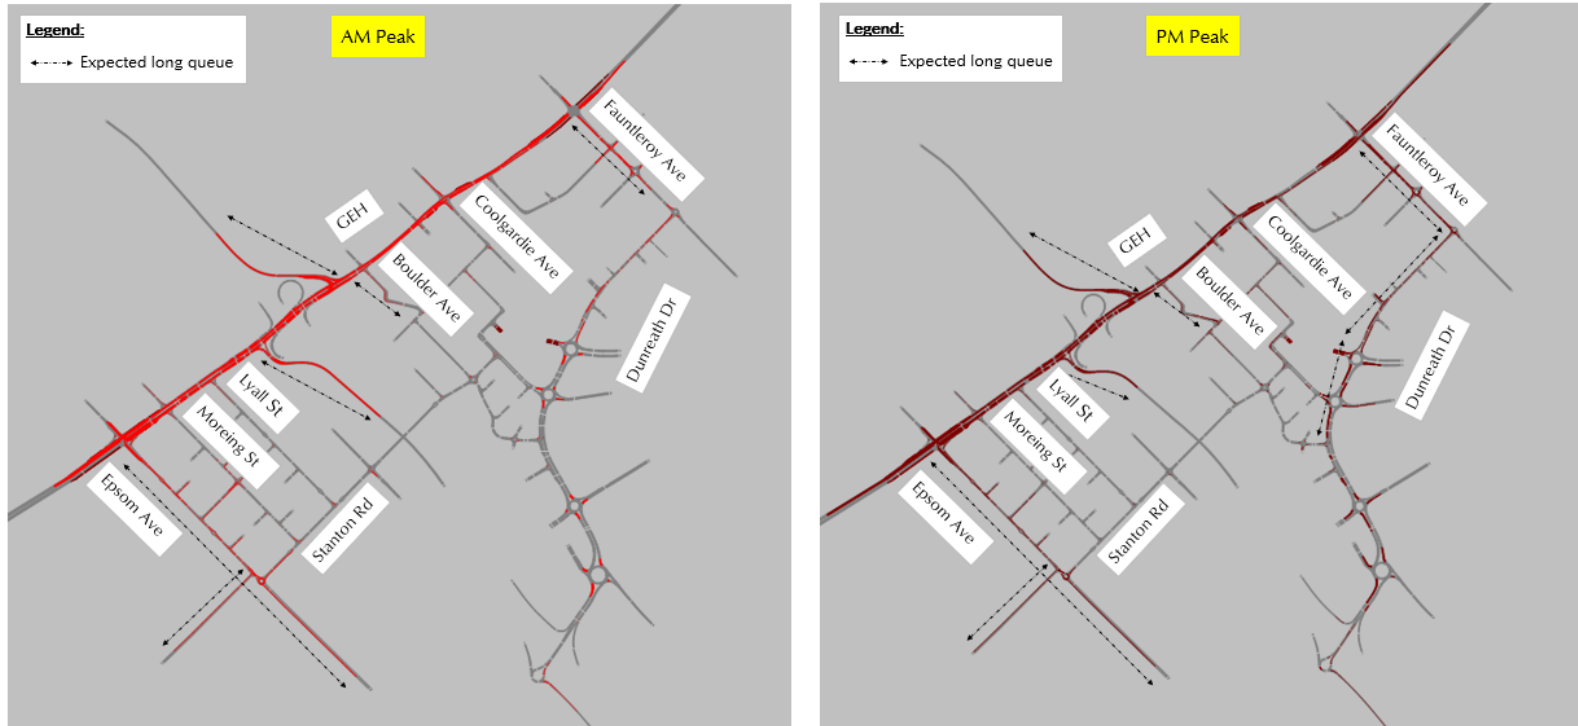 Legend:
Expected long queue
AM Peak
Fauntleroy Ave
GEH
Coolgardie Ave
Boulder Ave
Dunreath Dr
Lyall St
Moreing St
Epsom Ave
Stanton Rd
Legend:
Expected long queue
PM Peak
Fauntleroy Ave
GEH
Coolgardie Ave
Boulder Ave
Dunreath Dr
Lyall St
Moreing St
Epsom Ave
Stanton Rd